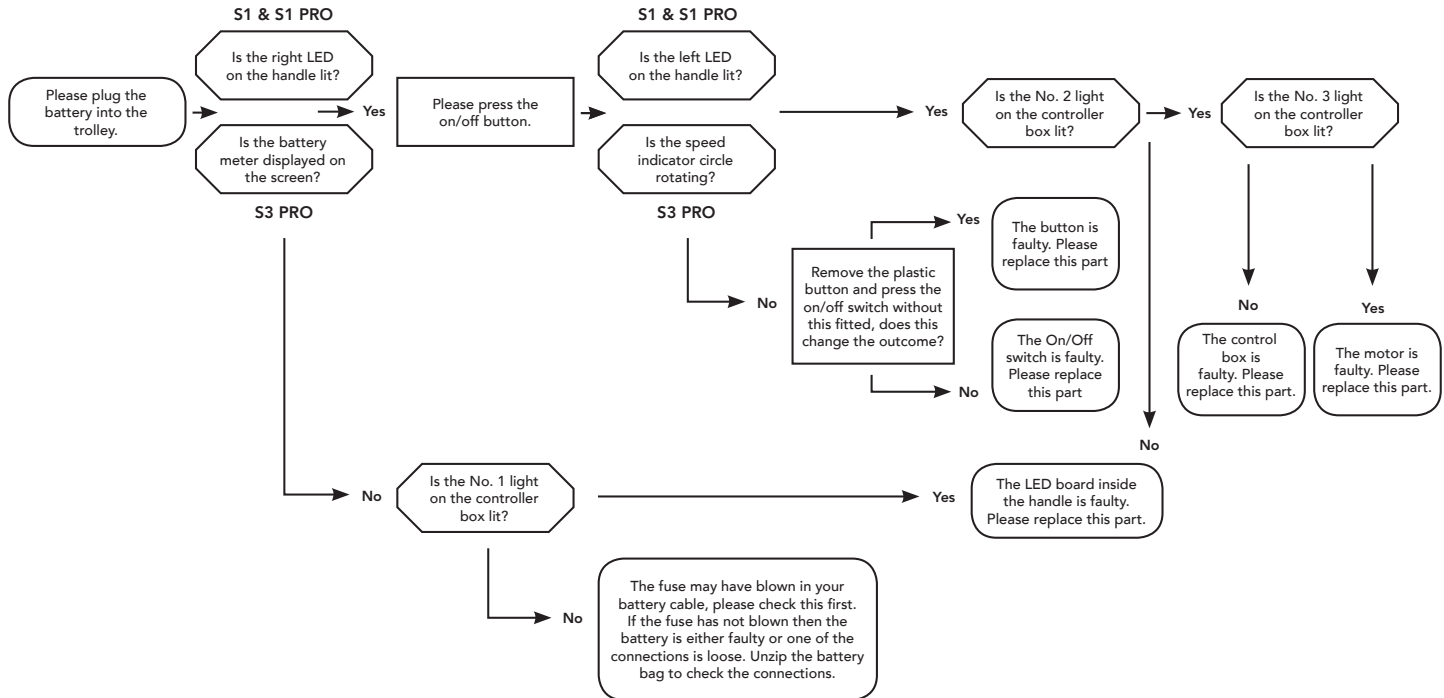 S1 & S1 PRO
Is the right LED
on the handle lit?
Please plug the
battery into the
trolley.
Yes
Is the battery
meter displayed on
the screen?
S3 PRO
Please press the
on/off button.
S1 & S1 PRO
Is the left LED
on the handle lit?
Is the speed
indicator circle
rotating?
S3 PRO
Yes
Is the No. 2 light
on the controller
box lit?
Yes
Is the No. 3 light
on the controller
box lit?
No
Remove the plastic
button and press the
on/off switch without
this fitted, does this
change the outcome?
Yes
The button is
faulty. Please
replace this part
No
The On/Off
switch is faulty.
Please replace
this part
No
The control
box is
faulty. Please
replace this part.
Yes
The motor is
faulty. Please
replace this part.
No
No
Is the No. 1 light
on the controller
box lit?
Yes
The LED board inside
the handle is faulty.
Please replace this part.
No
The fuse may have blown in your
battery cable, please check this first.
If the fuse has not blown then the
battery is either faulty or one of the
connections is loose. Unzip the battery
bag to check the connections.